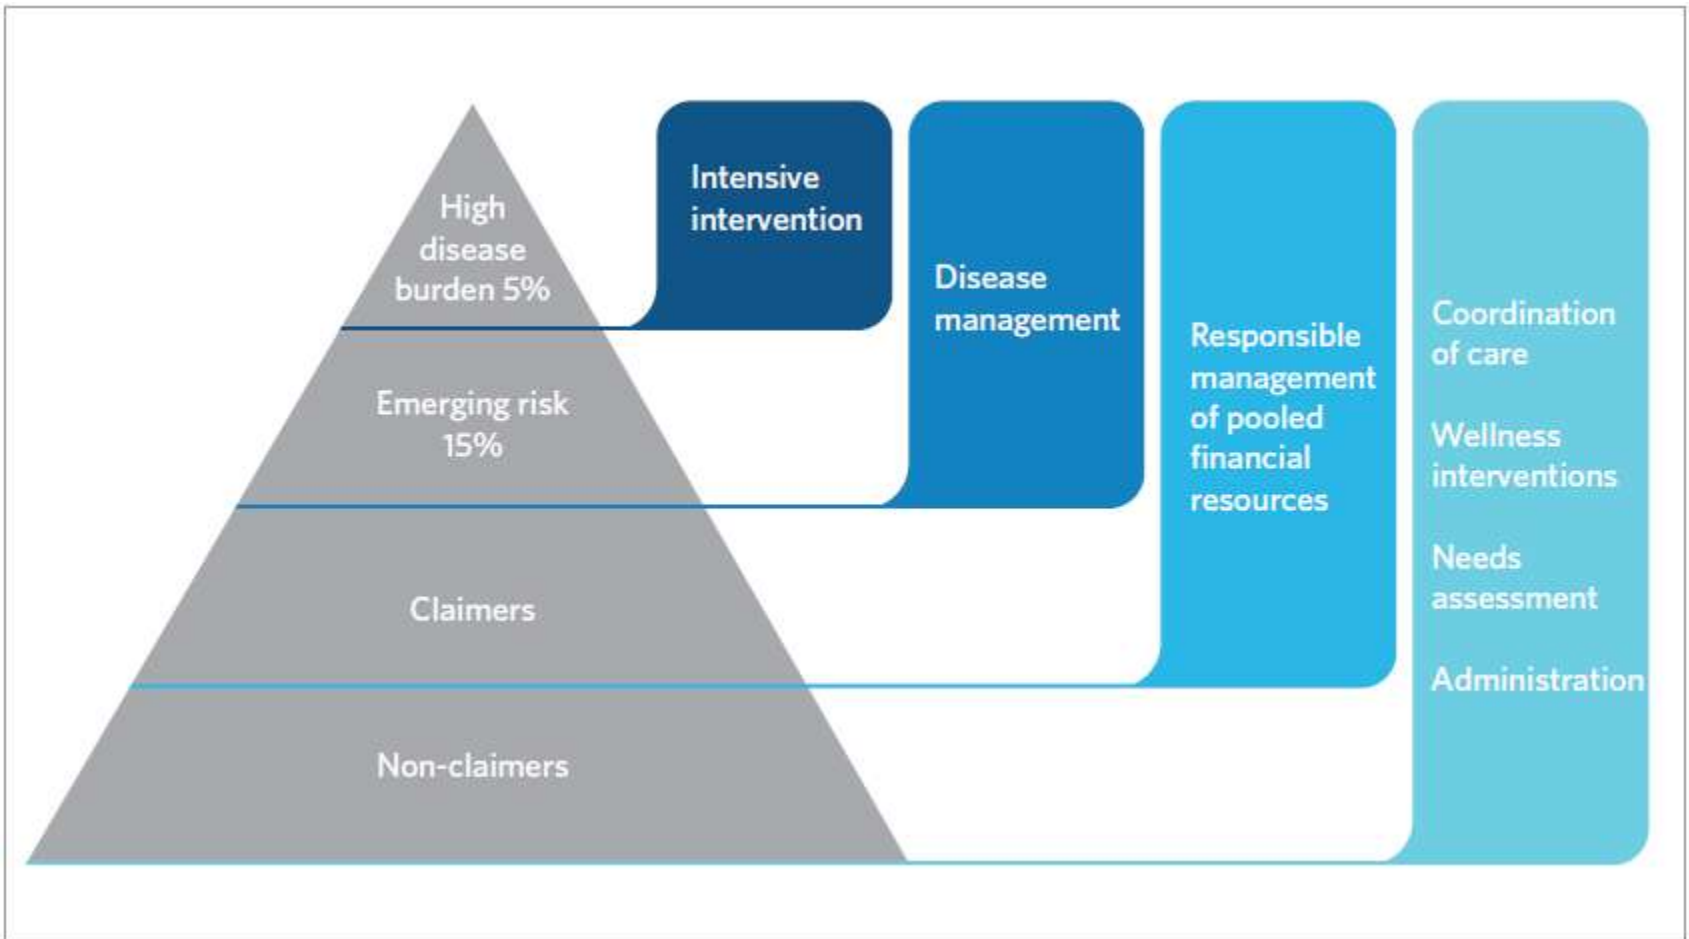 High
disease
burden 5%
Emerging risk
15%
Claimers
Non-claimers
Intensive
intervention
Disease
management
Responsible
management
of pooled
financial
resources
Coordination
of care
Wellness
interventions
Needs
assessment
Administration